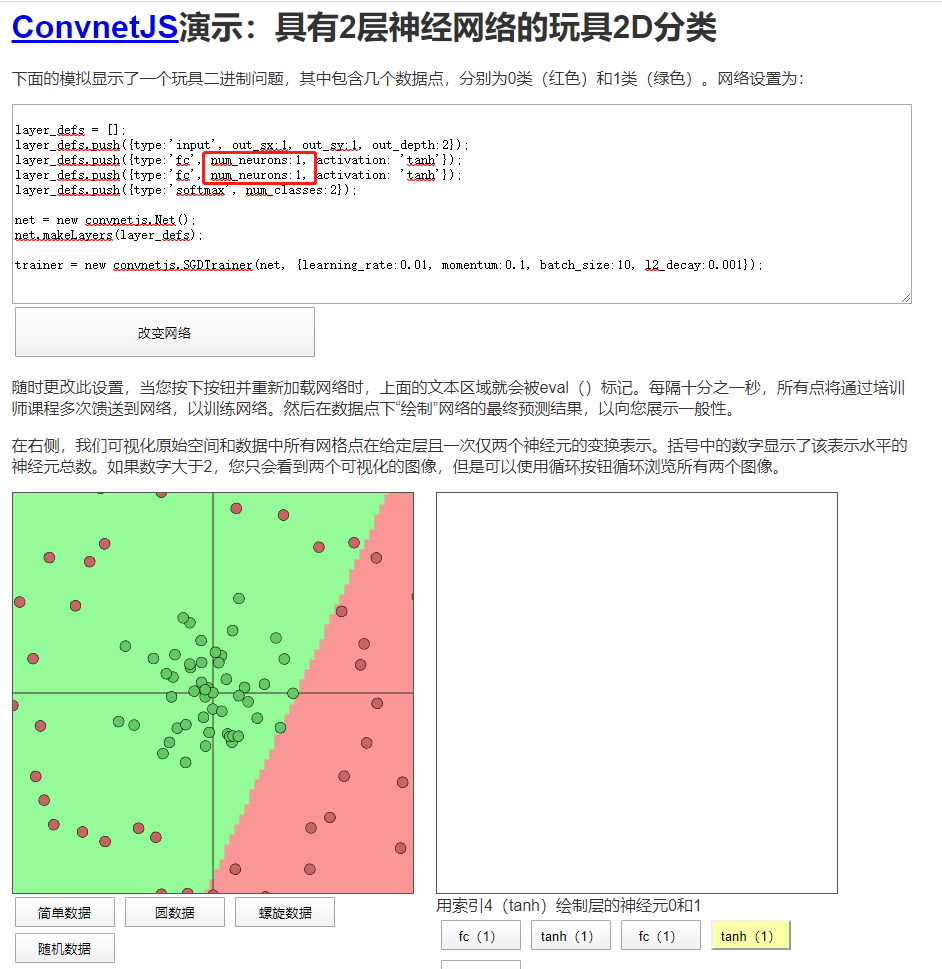 ConvnetJS演示：具有2层神经网络的玩具2D分类
下面的模拟显示了一个玩具二进制问题，其中包含几个数据点，分别为0类（红色）和1类（绿色）。网络设置为：
layer_defs = [];
layer_defs.push({type:'input', out_sx:1, out_sy:1, out_depth:2});
layer_defs.push({type:'fc', num_neurons:1, activation: 'tanh'});
layer_defs.push({type:'fc', num_neurons:1, activation: 'tanh'});
layer_defs.push({type:'softmax', num_classes:2});
net = new convnetjs.Net();
net.makeLayers(layer_defs);
trainer = new convnetjs.SGDTrainer(net, {learning_rate:0.01, momentum:0.1, batch_size:10, l2_decay:0.001});
改变网络
随时更改此设置，当您按下按钮并重新加载网络时，上面的文本区域就会被eval（）标记。每隔十分之一秒，所有点将通过培训
师课程多次馈送到网络，以训练网络。然后在数据点下“绘制”网络的最终预测结果，以向您展示一般性。
在右侧，我们可视化原始空间和数据中所有网格点在给定层且一次仅两个神经元的变换表示。括号中的数字显示了该表示水平的
神经元总数。如果数字大于2，您只会看到两个可视化的图像，但是可以使用循环按钮循环浏览所有两个图像。
简单数据
圆数据
螺旋数据
随机数据
用索引4（tanh）绘制层的神经元0和1
fc（1）
tanh（1）
fc（1）
tanh（1）